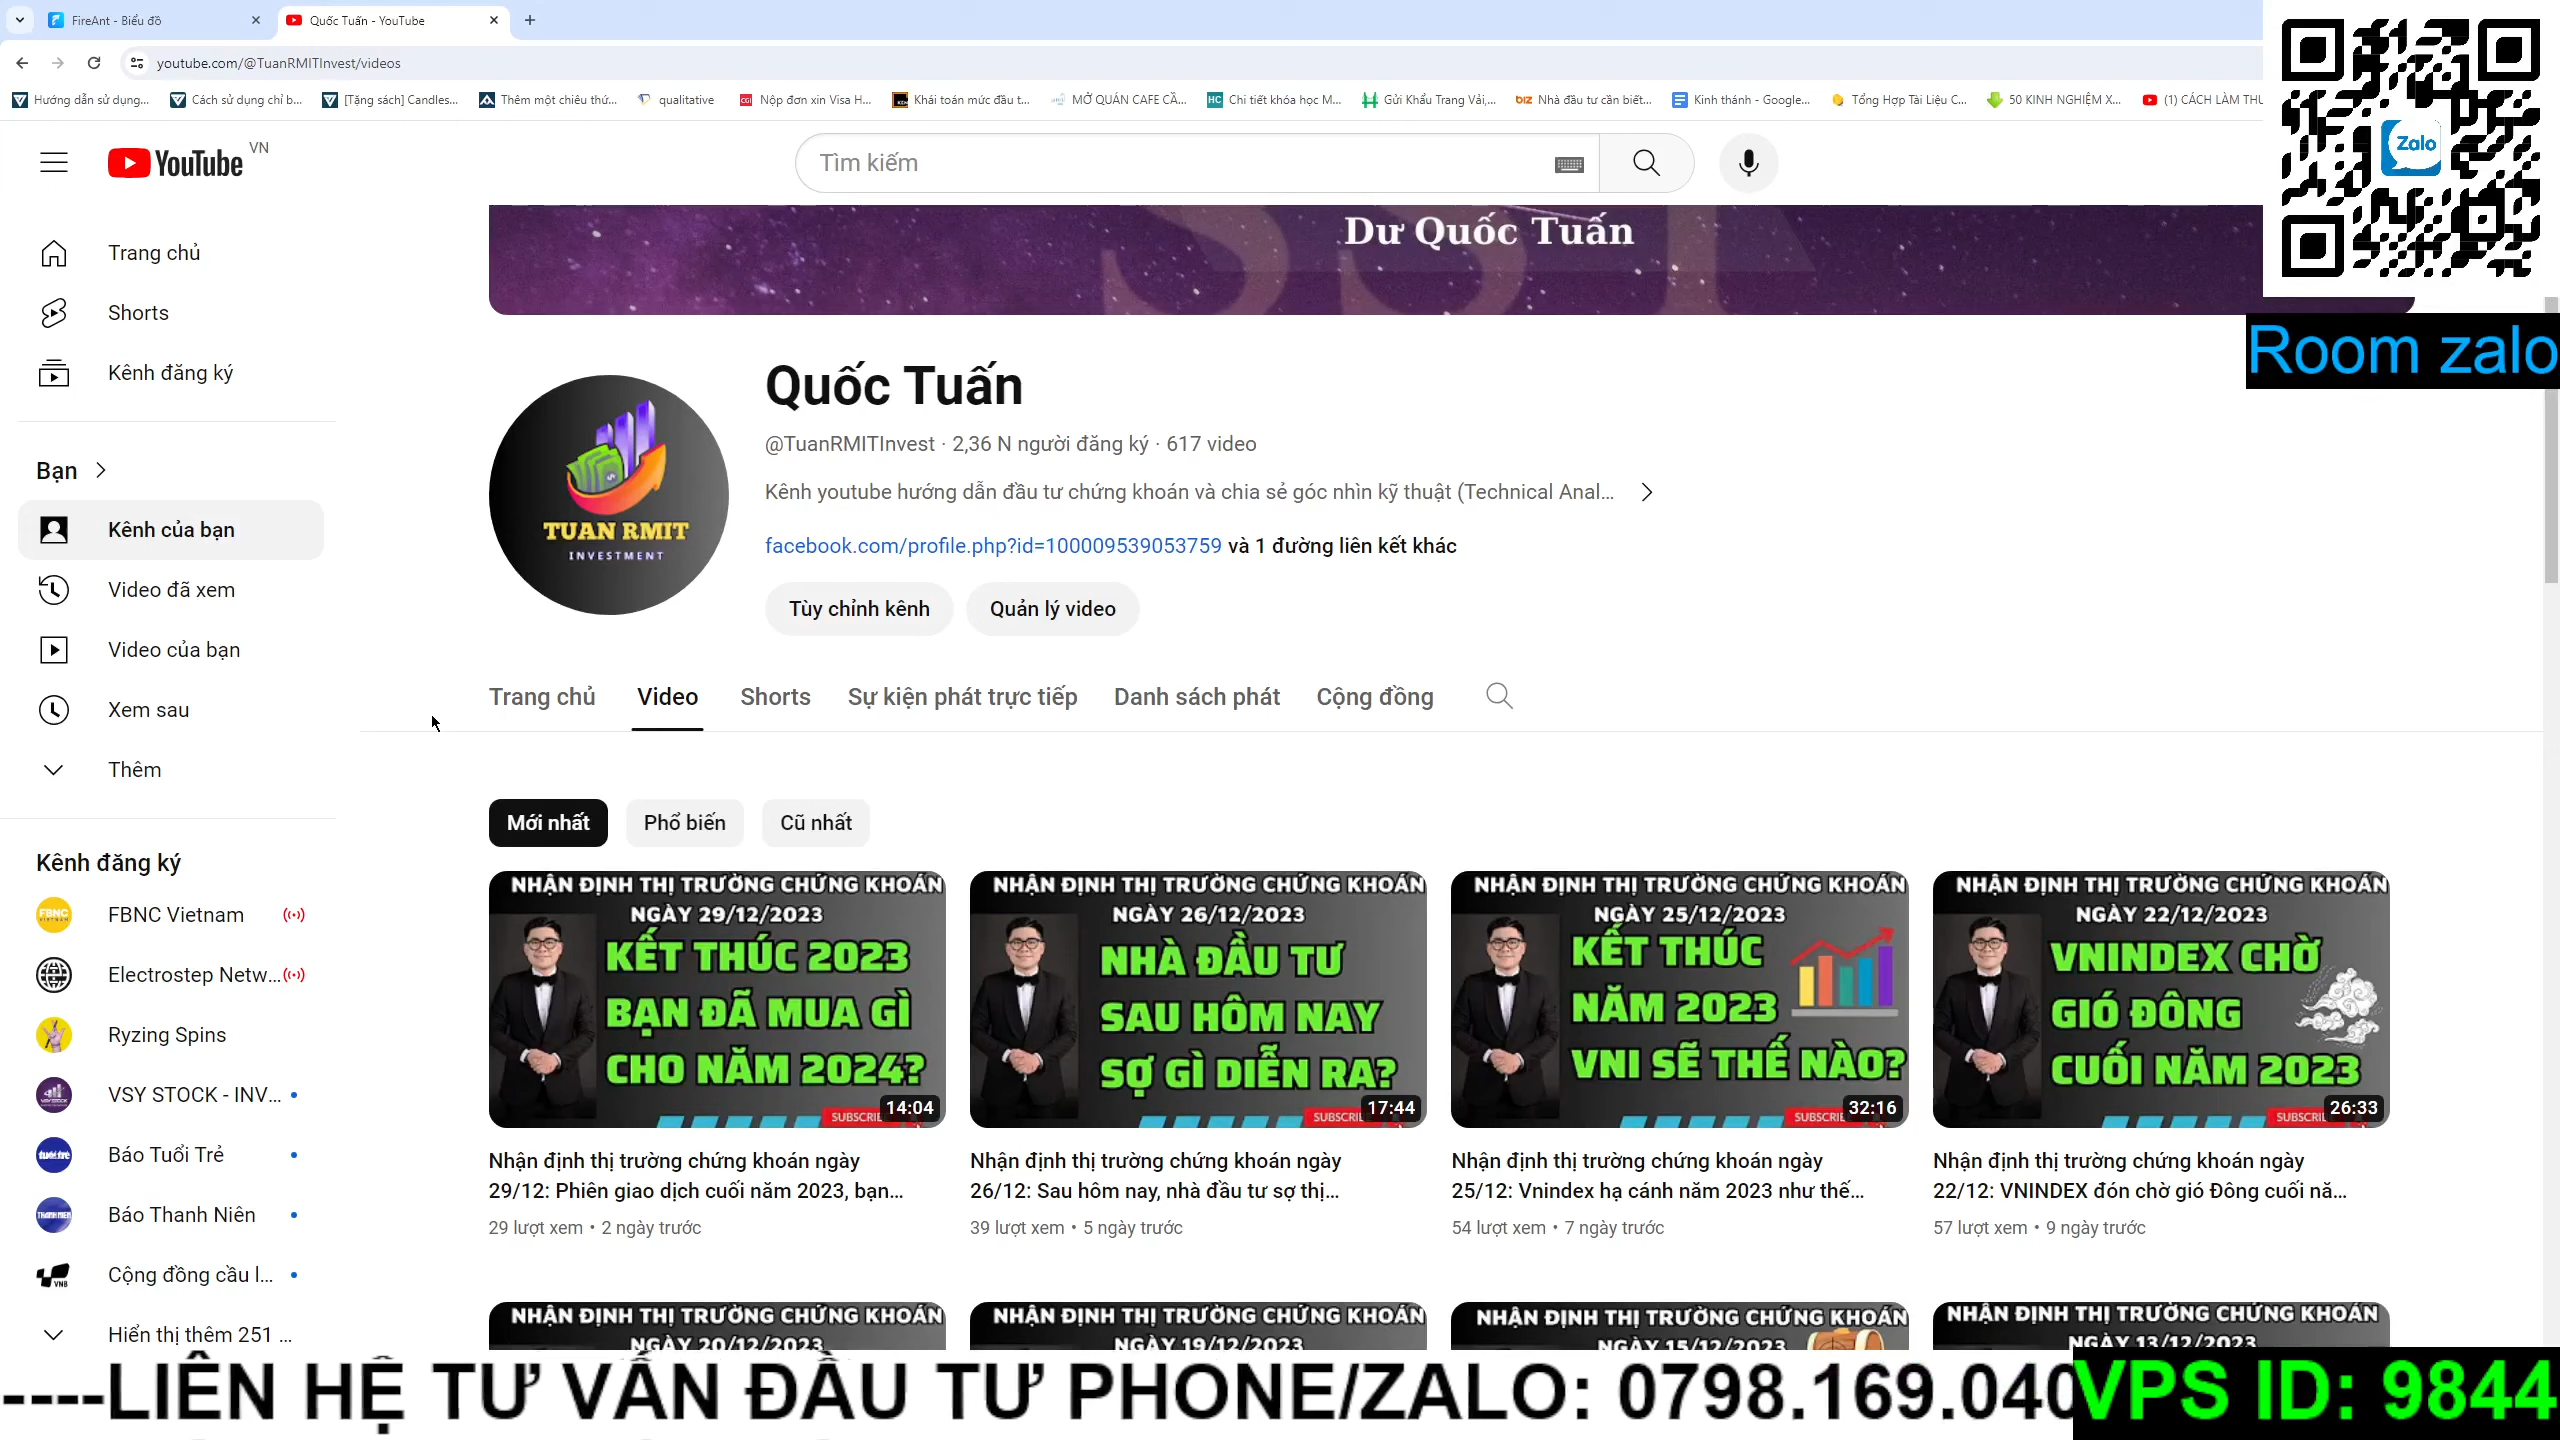 FireAnt - Biểu đồ
Quốc Tuấn - YouTube
youtube.com/@TuanRMITInvest/videos
Hướng dẫn sử dụng...
Cách sử dụng chỉ b...
[Tặng sách] Candles...
Thêm một chiêu thứ...
qualitative
Nộp đơn xin Visa H...
Khái toán mức đầu t...
MỞ QUÁN CAFE CẦ...
Chi tiết khóa học M...
Gửi Khẩu Trang Vải,...
Nhà đầu tư cần biết...
Kinh thánh - Google...
Tổng Hợp Tài Liệu C...
50 KINH NGHIỆM X...
(1) CÁCH LÀM THU
Zalo
Room zalo
YouTube VN
Tìm kiếm
Trang chủ
Shorts
Kênh đăng ký
Bạn
Kênh của bạn
Video đã xem
Video của bạn
Xem sau
Thêm
Kênh đăng ký
FBNC Vietnam
Electrostep Netw...
Ryzing Spins
VSY STOCK - INV...
Báo Tuổi Trẻ
Báo Thanh Niên
Cộng đồng cầu l...
Hiển thị thêm 251 ...
Dư Quốc Tuấn
TUAN RMIT
INVESTMENT
Quốc Tuấn
@TuanRMITInvest · 2,36 N người đăng ký · 617 video
Kênh youtube hướng dẫn đầu tư chứng khoán và chia sẻ góc nhìn kỹ thuật (Technical Anal...
facebook.com/profile.php?id=100009539053759 và 1 đường liên kết khác
Tùy chỉnh kênh
Quản lý video
Trang chủ
Video
Shorts
Sự kiện phát trực tiếp
Danh sách phát
Cộng đồng
Mới nhất
Phổ biến
Cũ nhất
NHẬN ĐỊNH THỊ TRƯỜNG CHỨNG KHOÁN
NGÀY 29/12/2023
KẾT THÚC 2023
BẠN ĐÃ MUA GÌ
CHO NĂM 2024?
14:04
Nhận định thị trường chứng khoán ngày
29/12: Phiên giao dịch cuối năm 2023, bạn...
29 lượt xem • 2 ngày trước
NHẬN ĐỊNH THỊ TRƯỜNG CHỨNG KHOÁN
NGÀY 26/12/2023
NHÀ ĐẦU TƯ
SAU HÔM NAY
SỢ GÌ DIỄN RA?
17:44
Nhận định thị trường chứng khoán ngày
26/12: Sau hôm nay, nhà đầu tư sợ thị...
39 lượt xem • 5 ngày trước
NHẬN ĐỊNH THỊ TRƯỜNG CHỨNG KHOÁN
NGÀY 25/12/2023
KẾT THÚC
NĂM 2023
VNI SẼ THẾ NÀO?
32:16
Nhận định thị trường chứng khoán ngày
25/12: Vnindex hạ cánh năm 2023 như thế...
54 lượt xem • 7 ngày trước
NHẬN ĐỊNH THỊ TRƯỜNG CHỨNG KHOÁN
NGÀY 22/12/2023
VNINDEX CHỜ
GIÓ ĐÔNG
CUỐI NĂM 2023
26:33
Nhận định thị trường chứng khoán ngày
22/12: VNINDEX đón chờ gió Đông cuối nă...
57 lượt xem • 9 ngày trước
NHẬN ĐỊNH THỊ TRƯỜNG CHỨNG KHOÁN
NGÀY 20/12/2023
NHẬN ĐỊNH THỊ TRƯỜNG CHỨNG KHOÁN
NGÀY 19/12/2023
NHẬN ĐỊNH THỊ TRƯỜNG CHỨNG KHOÁN
NGÀY 15/12/2023
NHẬN ĐỊNH THỊ TRƯỜNG CHỨNG KHOÁN
NGÀY 13/12/2023
----LIÊN HỆ TƯ VẤN ĐẦU TƯ PHONE/ZALO: 0798.169.040
VPS ID: 9844